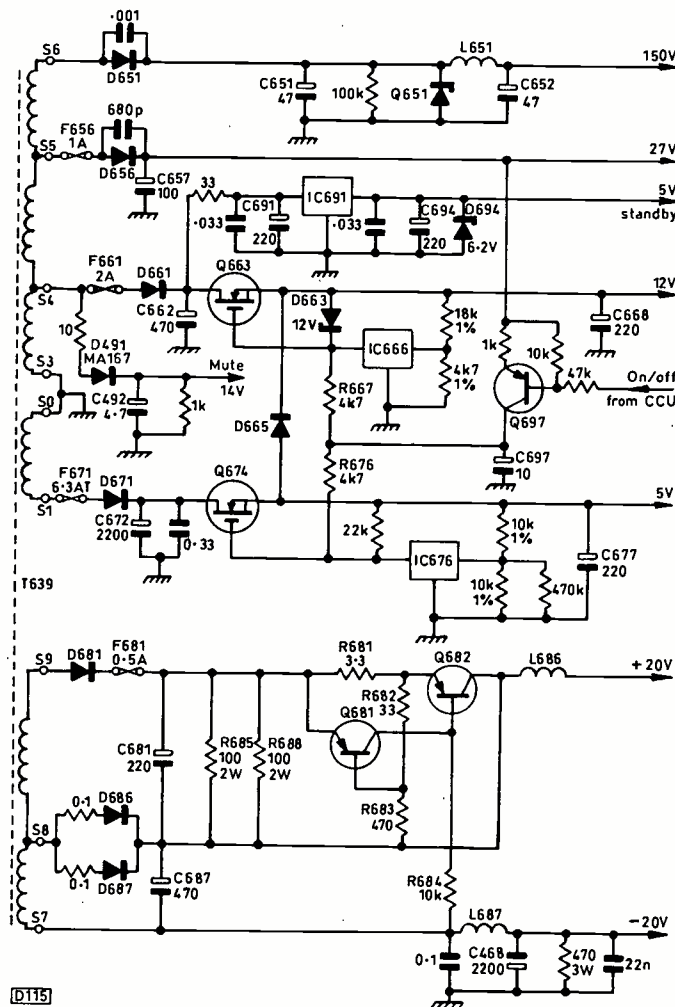 .001
S6
D651
L651
150V
C651
47
100k
Q651
C652
47
680p
S5
F656
1A
D656
27V
C657
100
33
C691
IC691
C694
D694
5V
standby
.033
220
.033
220
6.2V
F661
2A
D661
Q663
S4
12V
C662
470
D663
12V
18k
1%
C668
220
10
D491
MA167
IC666
1k
10k
47k
On/off
from CCU
S3
Mute
14V
R667
4k7
4k7
1%
Q697
S0
C492
4.7
1k
D665
F671
6.3AT
D671
Q674
R676
4k7
C697
10
S1
5V
C672
2200
0.33
22k
10k
1%
C677
220
IC676
10k
1%
470k
T639
S9
D681
F681
0.5A
R681
3.3
Q682
L686
+20V
R682
33
Q681
C681
220
R685
100
2W
R688
100
2W
R683
470
0.1
D686
S8
0.1
D687
C687
470
R684
10k
S7
L687
-20V
0.1
C468
2200
470
3W
22n
D115